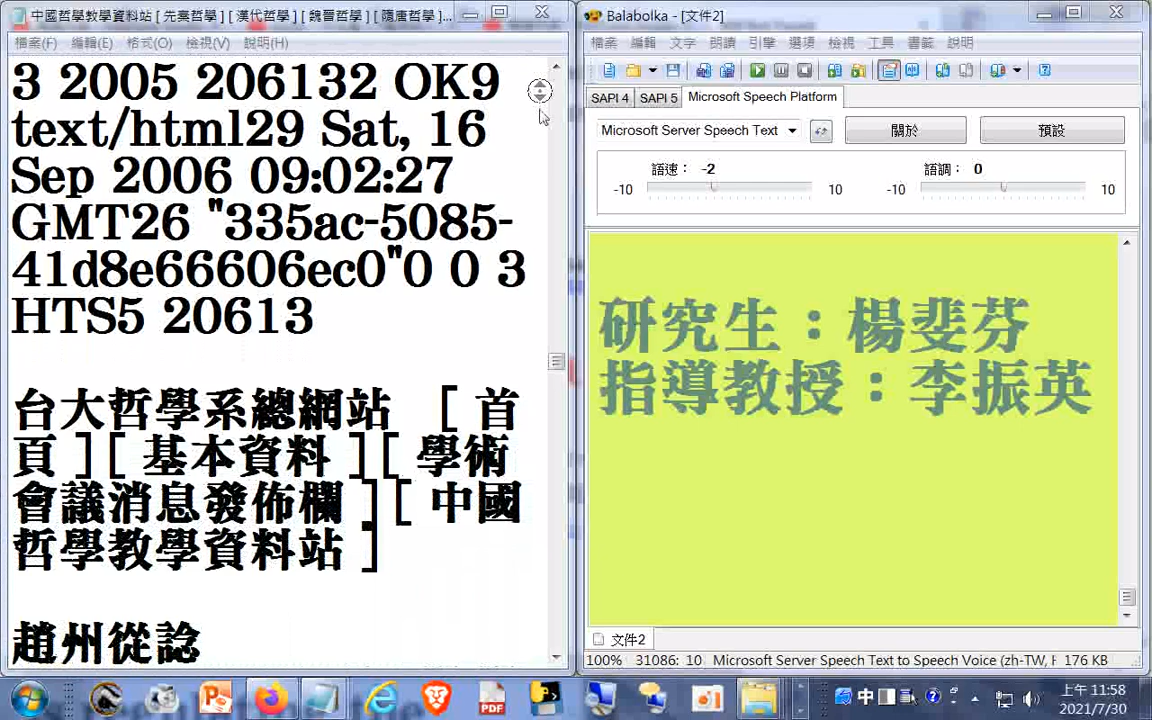 中國哲學教學資料站 [ 先秦哲學 ] [ 漢代哲學 ] [ 魏晉哲學 ] [ 隋唐哲學 ]...
檔案(F) 編輯(E) 格式(O) 檢視(V) 說明(H)
3 2005 206132 OK9
text/html29 Sat, 16
Sep 2006 09:02:27
GMT26 "335ac-5085-
41d8e66606ec0"0 0 3
HTS5 20613
台大哲學系總網站 [ 首
頁 ][ 基本資料 ][ 學術
會議消息發佈欄 ][ 中國
哲學教學資料站 ]
趙州從諗
Balabolka - [文件2]
檔案 編輯 文字 朗讀 引擎 選項 檢視 工具 書籤 說明
SAPI 4 SAPI 5 Microsoft Speech Platform
Microsoft Server Speech Text 關於 預設
語速： -2 語調： 0
-10 10 -10 10
研究生：楊斐芬
指導教授：李振英
文件2
100% 31086: 10 Microsoft Server Speech Text to Speech Voice (zh-TW, H 176 KB
中
上午 11:58
2021/7/30